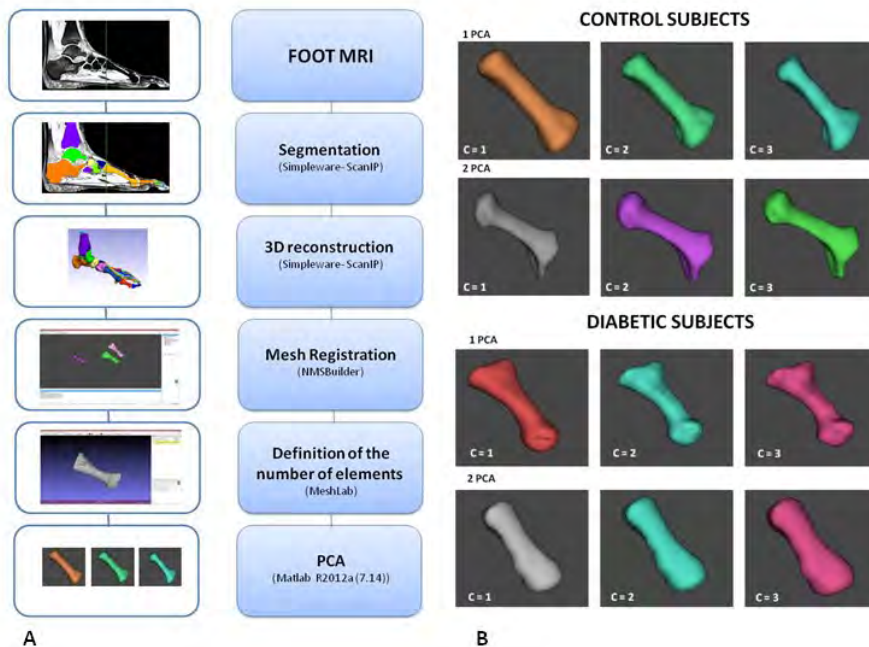 FOOT MRI
Segmentation
(Simpleware- ScanIP)
3D reconstruction
(Simpleware- ScanIP)
Mesh Registration
(NMSBuilder)
Definition of the
number of elements
(MeshLab)
PCA
(Matlab R2012a (7.14))
A
CONTROL SUBJECTS
1 PCA
C = 1
C = 2
C = 3
2 PCA
C = 1
C = 2
C = 3
DIABETIC SUBJECTS
1 PCA
C = 1
C = 2
C = 3
2 PCA
C = 1
C = 2
C = 3
B